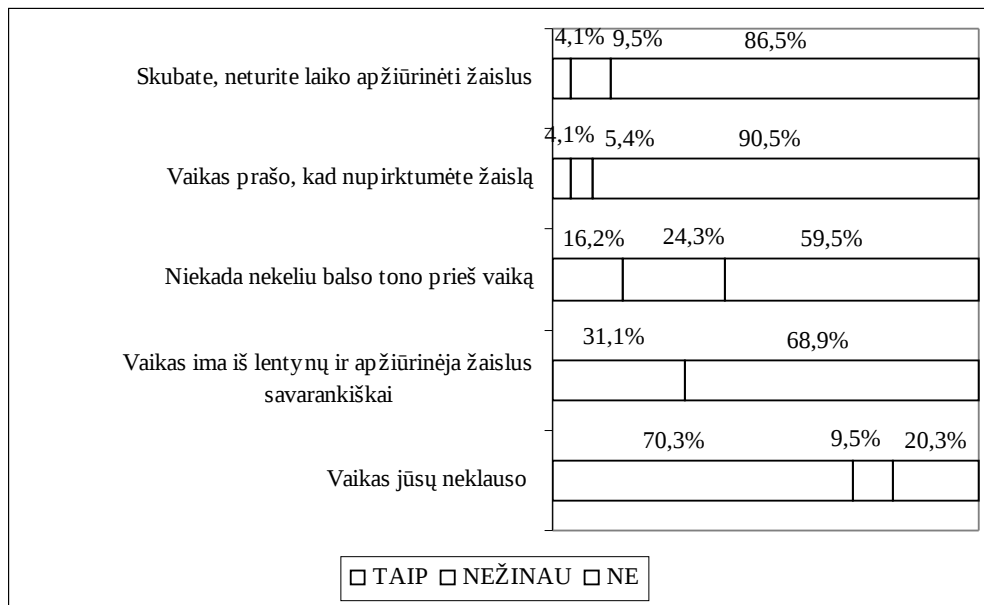 4,1% 9,5% 86,5%
Skubate, neturite laiko apžiūrinėti žaislus
4,1% 5,4% 90,5%
Vaikas prašo, kad nupirktumėte žaislą
16,2% 24,3% 59,5%
Niekada nekeliu balso tono prieš vaiką
31,1% 68,9%
Vaikas ima iš lentynų ir apžiūrinėja žaislus
savarankiškai
70,3% 9,5% 20,3%
Vaikas jūsų neklauso
TAIP NEŽINAU NE